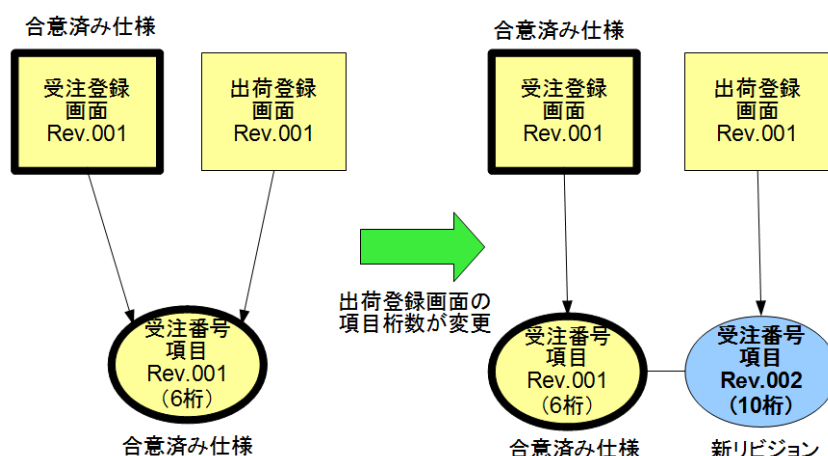 合意済み仕様
受注登録
画面
Rev.001
出荷登録
画面
Rev.001
受注番号
項目
Rev.001
（6桁）
合意済み仕様
出荷登録画面の
項目桁数が変更
合意済み仕様
受注登録
画面
Rev.001
出荷登録
画面
Rev.001
受注番号
項目
Rev.001
（6桁）
合意済み仕様
受注番号
項目
Rev.002
（10桁）
新リビジョン